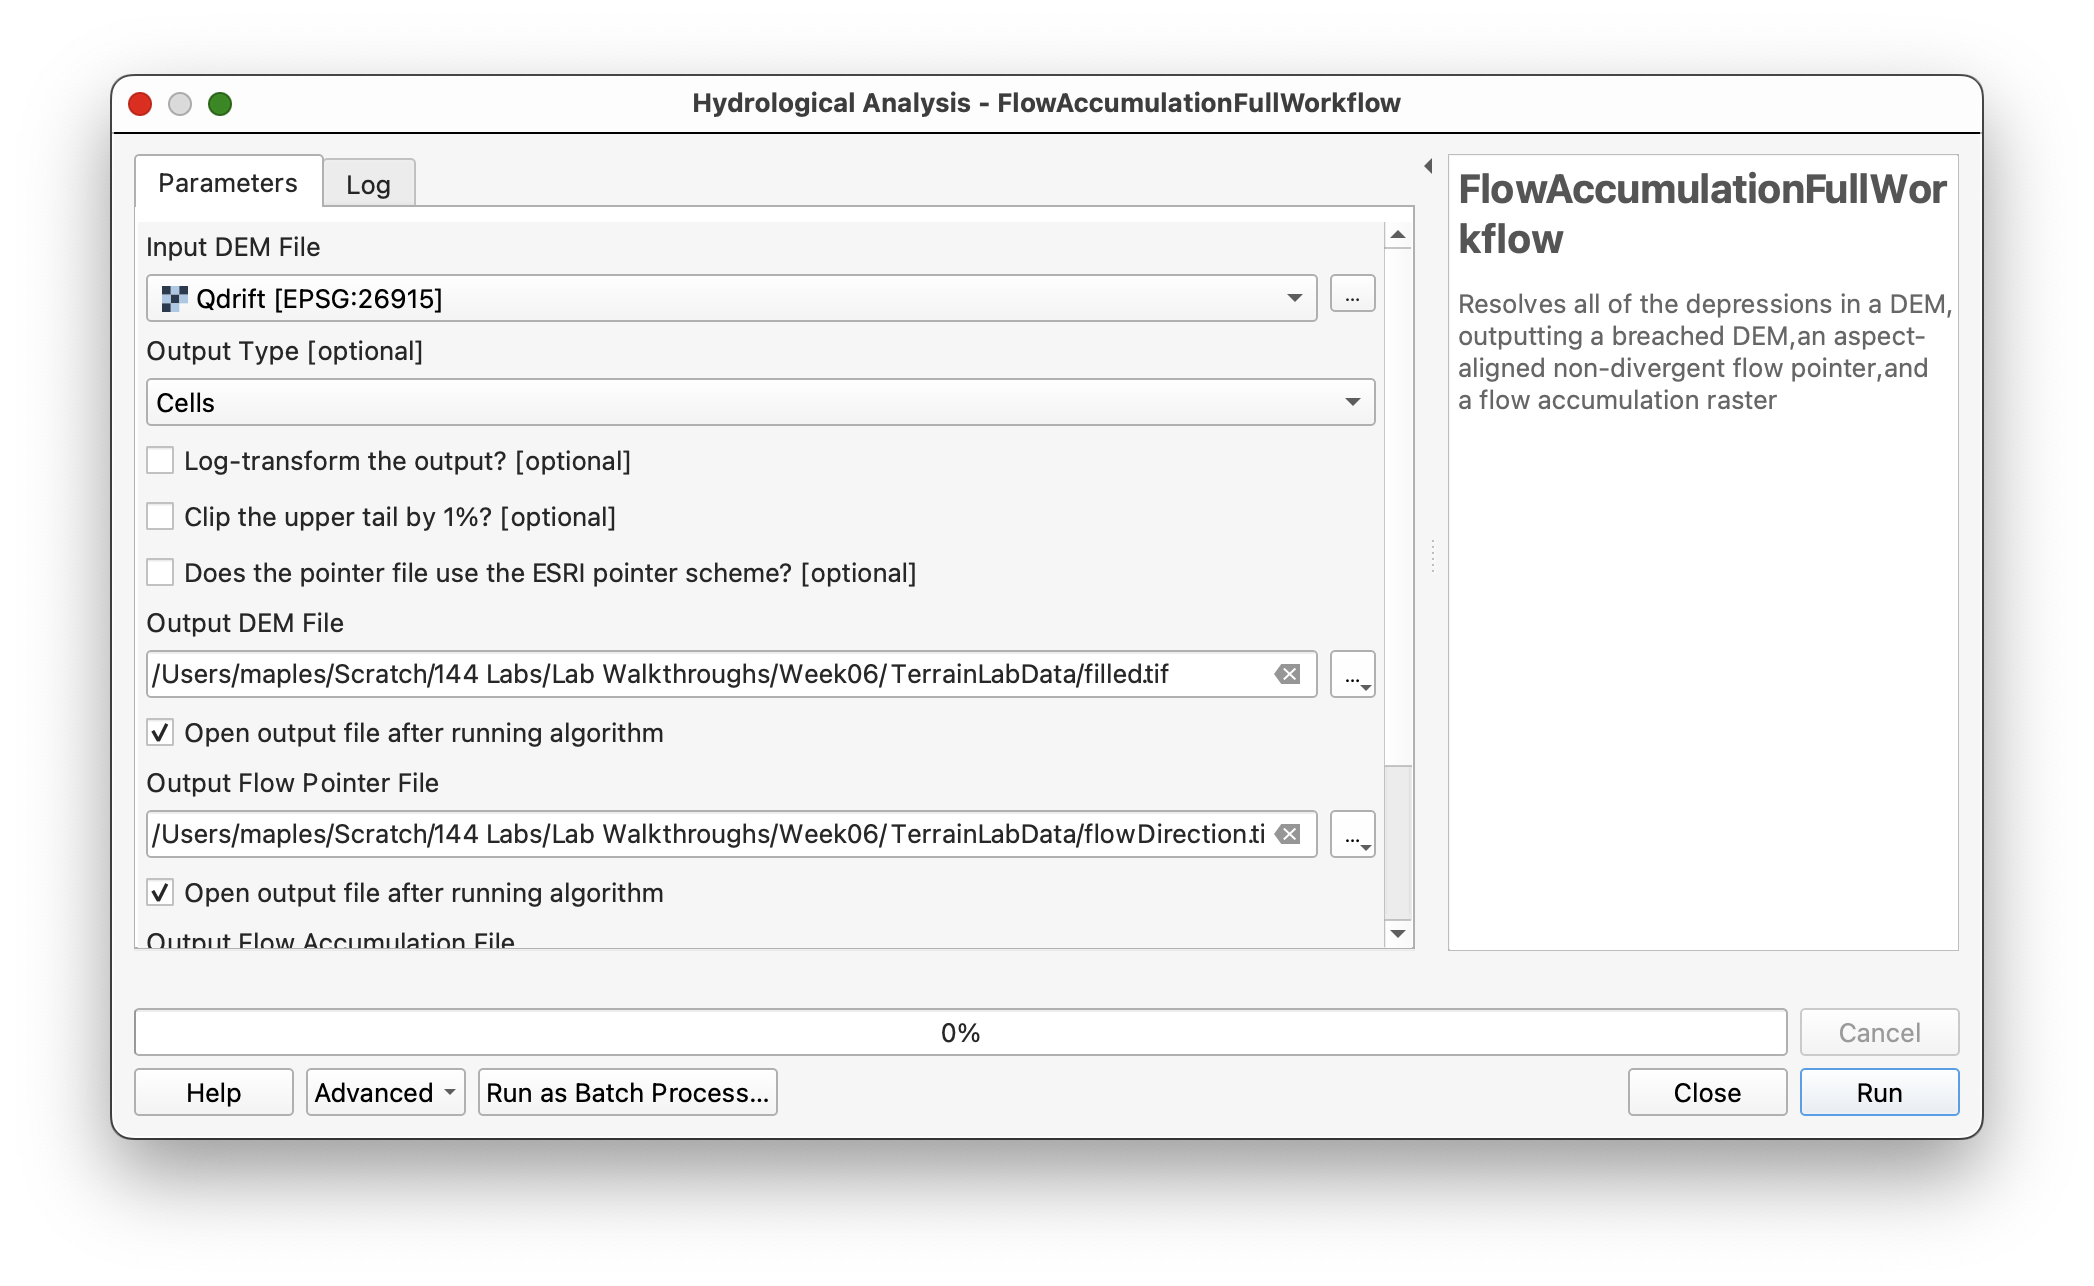 Hydrological Analysis - FlowAccumulationFullWorkflow
Parameters
Log
Input DEM File
Qdrift [EPSG:26915]
...
Output Type [optional]
Cells
Log-transform the output? [optional]
Clip the upper tail by 1%? [optional]
Does the pointer file use the ESRI pointer scheme? [optional]
Output DEM File
/Users/maples/Scratch/144 Labs/Lab Walkthroughs/Week06/TerrainLabData/filled.tif
...
Open output file after running algorithm
Output Flow Pointer File
/Users/maples/Scratch/144 Labs/Lab Walkthroughs/Week06/TerrainLabData/flowDirection.ti
...
Open output file after running algorithm
Output Flow Accumulation File
FlowAccumulationFullWor
kflow
Resolves all of the depressions in a DEM,
outputting a breached DEM,an aspect-
aligned non-divergent flow pointer,and
a flow accumulation raster
0%
Cancel
Help
Advanced
Run as Batch Process...
Close
Run